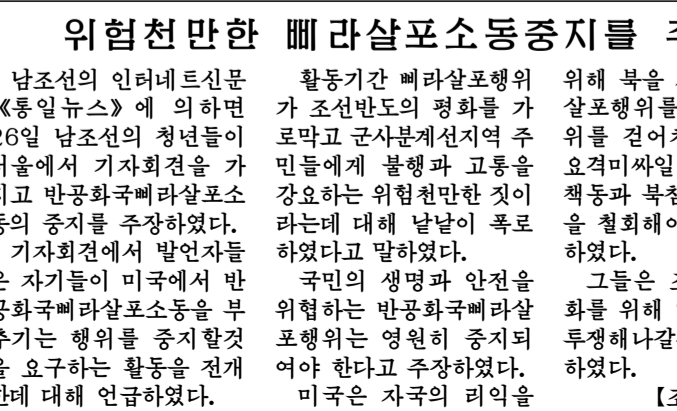 위험천만한 삐라살포소동중지를
남조선의 인터네트신문
《통일뉴스》에 의하면
26일 남조선의 청년들이
서울에서 기자회견을 가
지고 반공화국삐라살포소
동의 중지를 주장하였다.
기자회견에서 발언자들
은 자기들이 미국에서 반
공화국삐라살포소동을 부
추기는 행위를 중지할것
을 요구하는 활동을 전개
한데 대해 언급하였다.
활동기간 삐라살포행위
가 조선반도의 평화를 가
로막고 군사분계선지역 주
민들에게 불행과 고통을
강요하는 위험천만한 짓이
라는데 대해 낱낱이 폭로
하였다고 말하였다.
국민의 생명과 안전을
위협하는 반공화국삐라살
포행위는 영원히 중지되
여야 한다고 주장하였다.
미국은 자국의 리익을
위해 북을
살포행위를
위를 걷어
요격미싸일
책동과 북침
을 철회해야
하였다.
그들은
화를 위해
투쟁해나갈
하였다.
【조